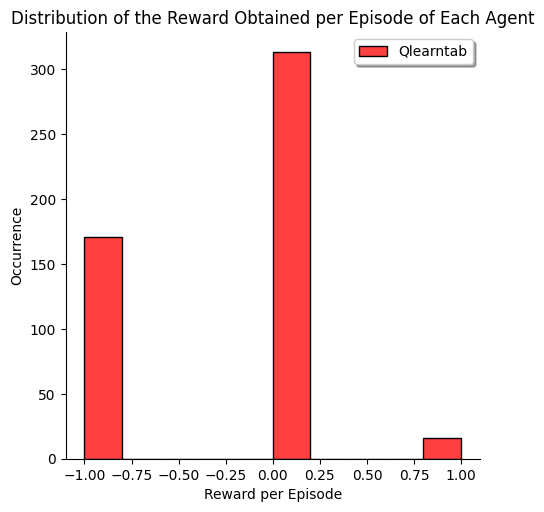 Distribution of the Reward Obtained per Episode of Each Agent
Qlearntab
Occurrence
300
250
200
150
100
50
0
−1.00 −0.75 −0.50 −0.25 0.00 0.25 0.50 0.75 1.00
Reward per Episode